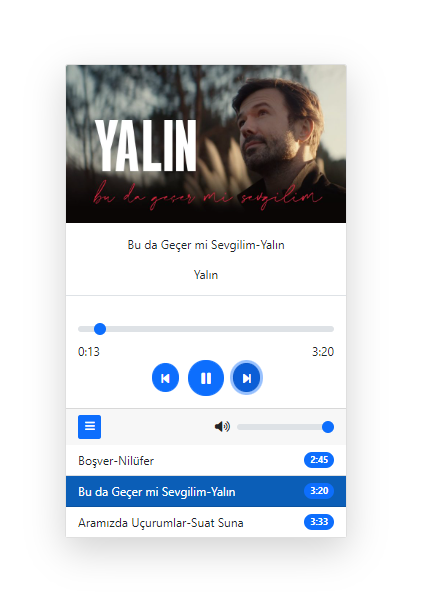 YALIN
bu da geçer mi sevgilim
Bu da Geçer mi Sevgilim-Yalın
Yalın
0:13 3:20
Boşver-Nilüfer 2:45
Bu da Geçer mi Sevgilim-Yalın 3:20
Aramızda Uçurumlar-Suat Suna 3:33